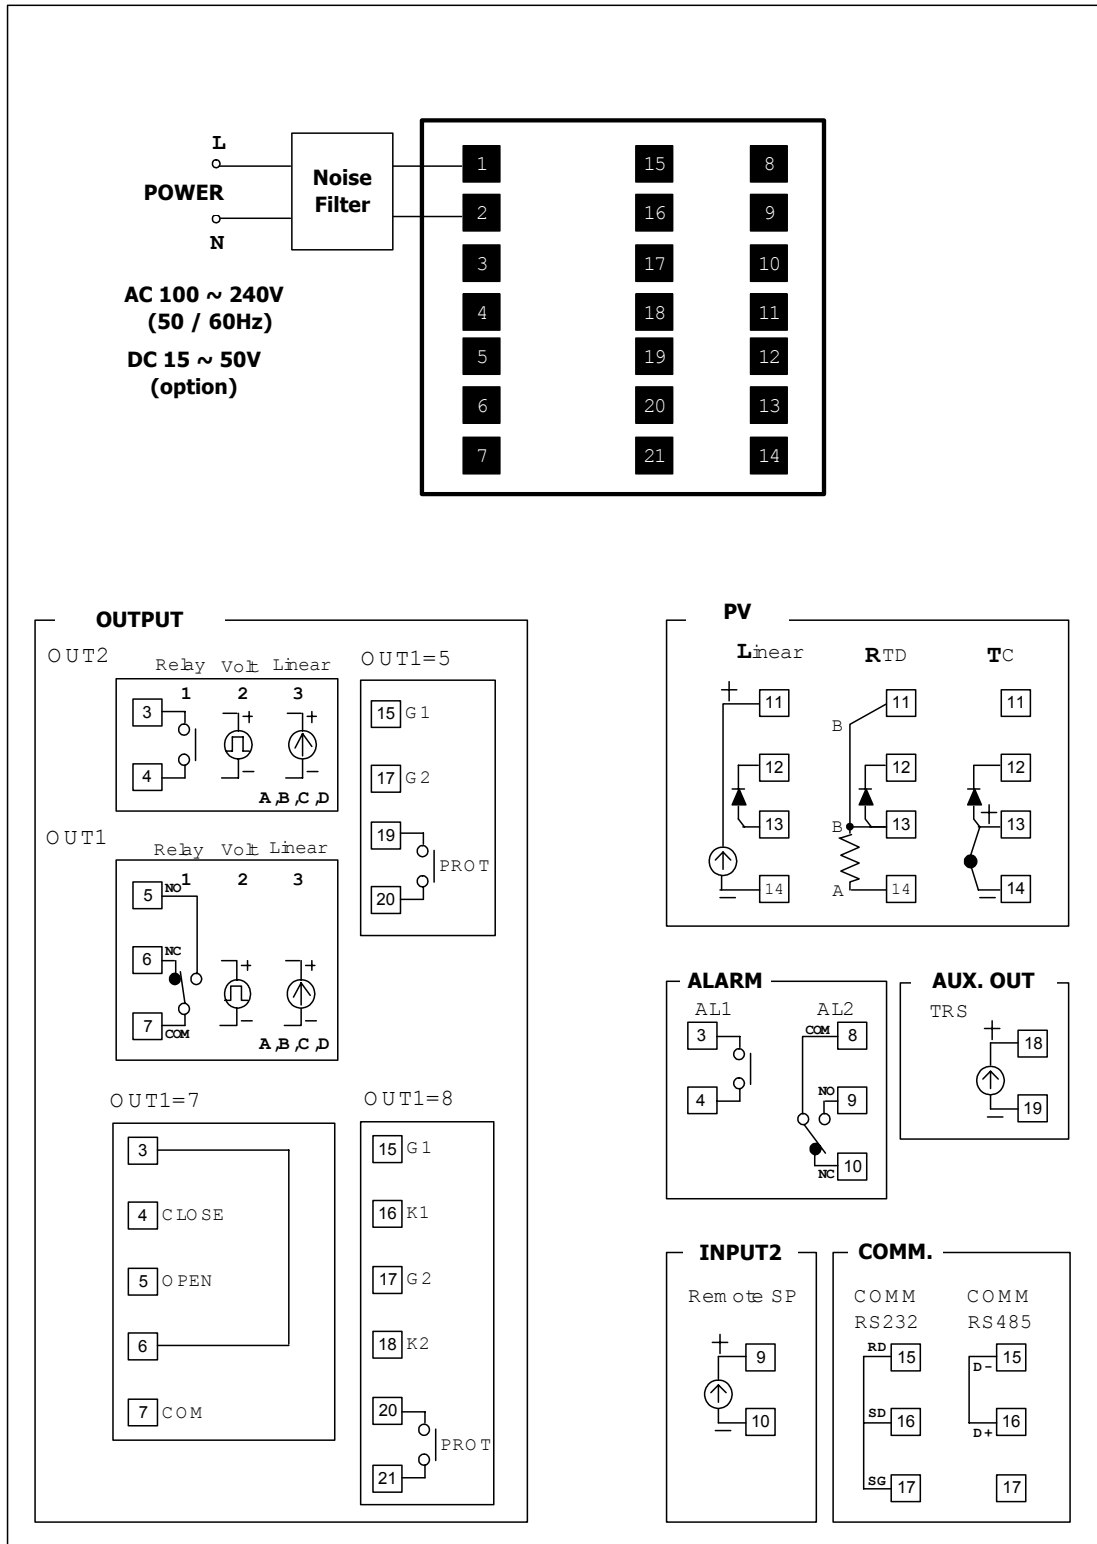 L
POWER
N
Noise
Filter
AC 100 ~ 240V
(50 / 60Hz)
DC 15 ~ 50V
(option)
1 15 8
2 16 9
3 17 10
4 18 11
5 19 12
6 20 13
7 21 14
OUTPUT
OUT2
Relay Volt Linear
1 2 3
3 + +
4 − −
A,B,C,D
OUT1
Relay Volt Linear
5 NO 1 2 3
6 NC + +
7 COM − −
A,B,C,D
OUT1=5
15 G1
17 G2
19
PROT
20
OUT1=7
3
4 CLOSE
5 OPEN
6
7 COM
OUT1=8
15 G1
16 K1
17 G2
18 K2
20
PROT
21
PV
Linear RTD TC
+ 11 11 11
B
12 12 12
13 B 13 + 13
− 14 A 14 − 14
ALARM
AL1 AL2
3 COM 8
4 NO 9
NC 10
AUX. OUT
TRS
+ 18
− 19
INPUT2
Remote SP
+ 9
− 10
COMM.
COMM COMM
RS232 RS485
RD 15 D− 15
SD 16 D+ 16
SG 17 17